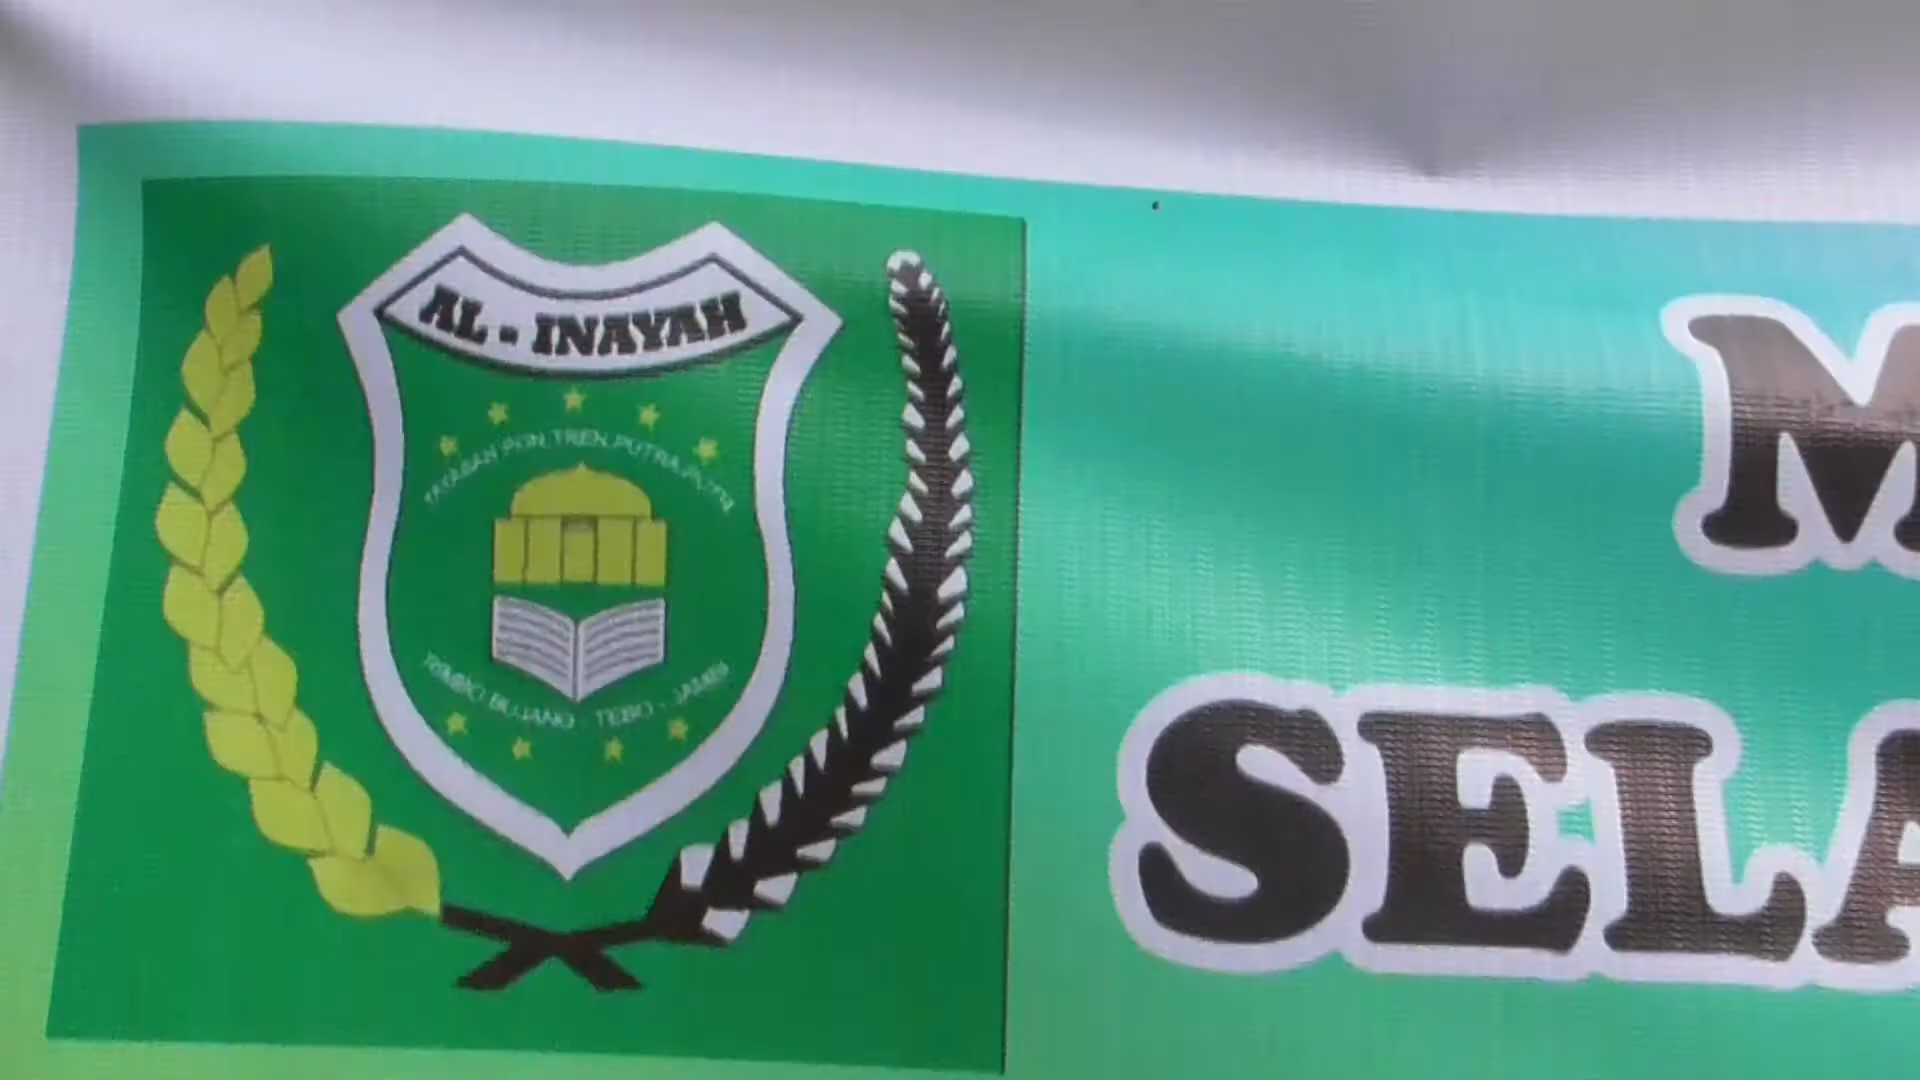 AL - INAYAH
YAYASAN PON.TREN.PUTRA.PUTRI
RIMBO BUJANG - TEBO - JAMBI
M
SELA